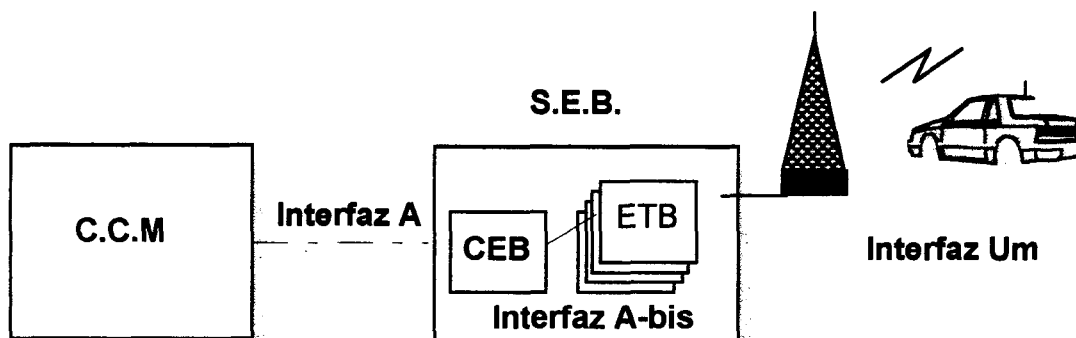 S.E.B.
C.C.M
Interfaz A
CEB
ETB
Interfaz A-bis
Interfaz Um